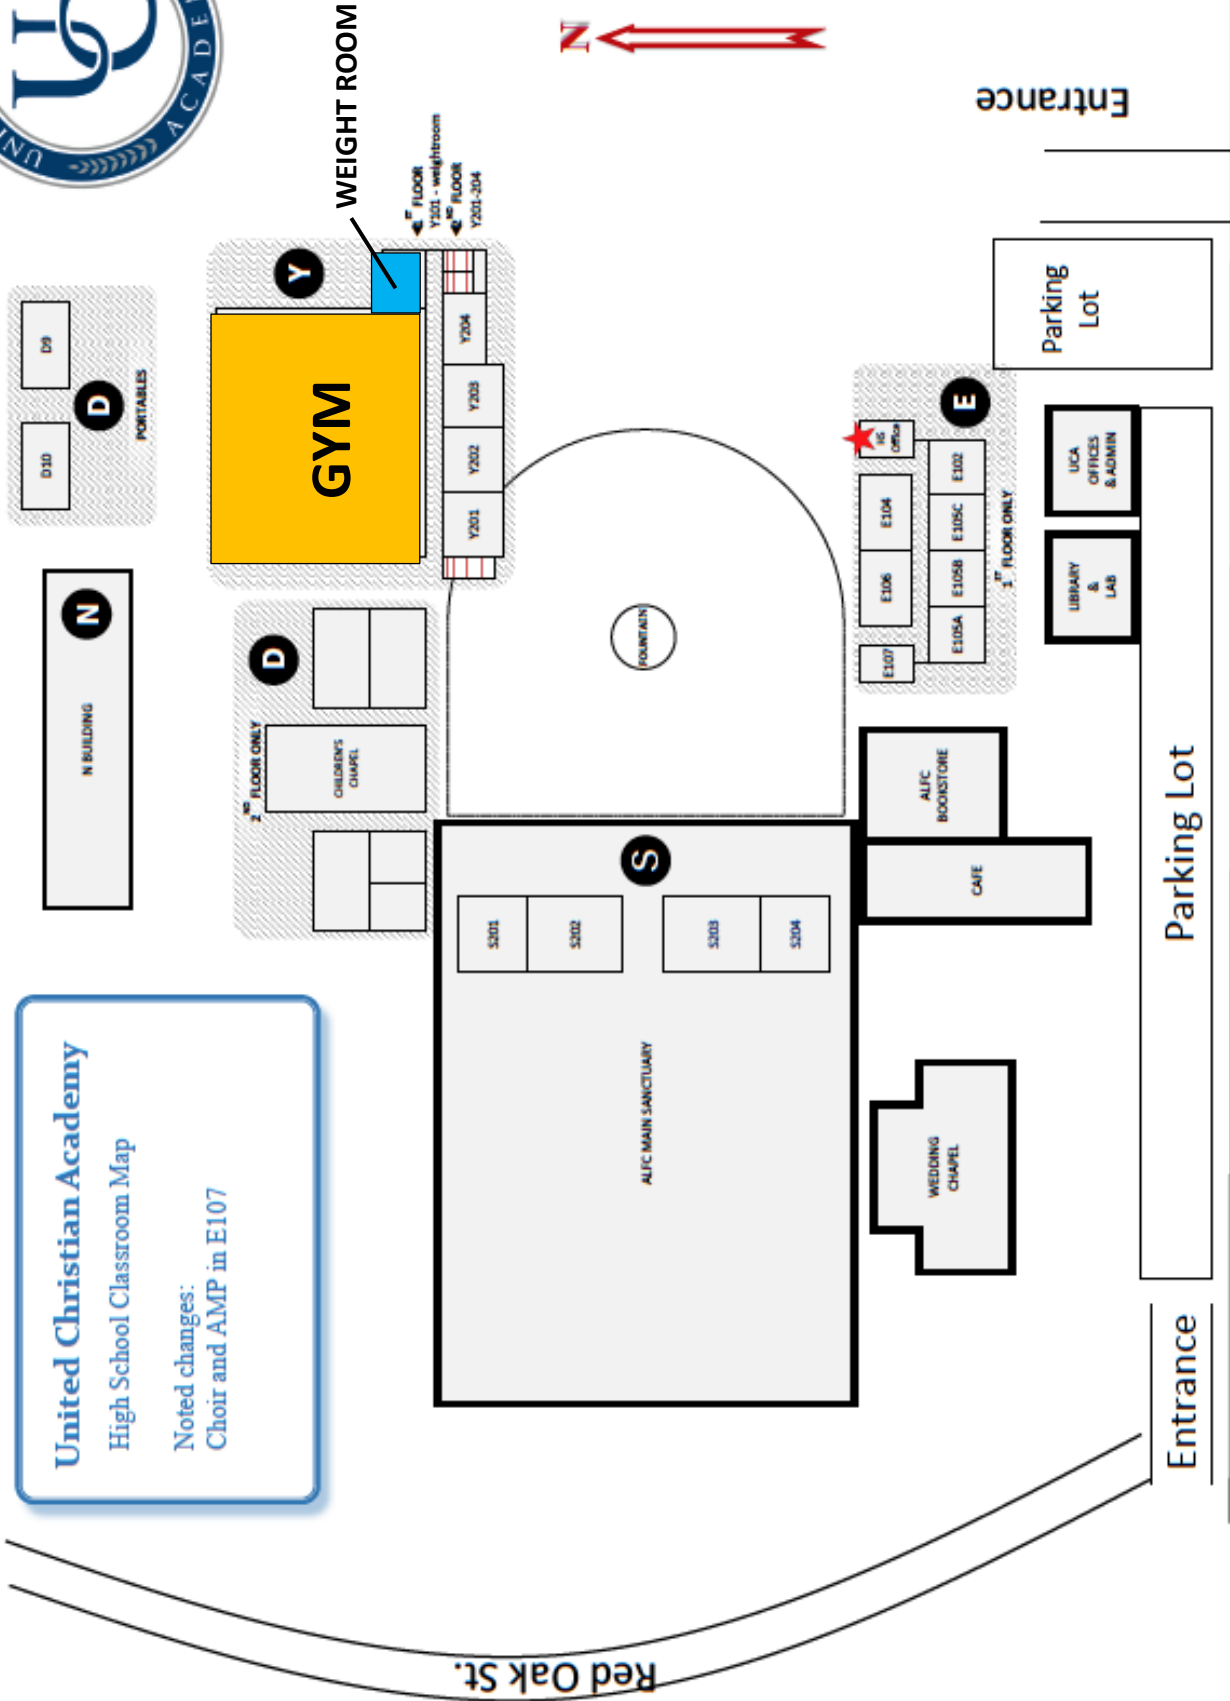 United Christian Academy
High School Classroom Map
Noted changes:
Choir and AMP in E107
UC
UNI
ACADE
N
D9
D10
D
PORTABLES
N BUILDING
N
Y
GYM
WEIGHT ROOM
1ST FLOOR
Y101 - weightroom
2ND FLOOR
Y201-204
Y204
Y203
Y202
Y201
D
2ND FLOOR ONLY
CHILDREN'S
CHAPEL
FOUNTAIN
S
S201
S202
S203
S204
ALFC MAIN SANCTUARY
E
HS
Office
E104
E106
E107
E102
E105C
E105B
E105A
1ST FLOOR ONLY
ALFC
BOOKSTORE
CAFE
WEDDING
CHAPEL
UCA
OFFICES
& ADMIN
LIBRARY
&
LAB
Parking
Lot
Parking Lot
Entrance
Entrance
Red Oak St.